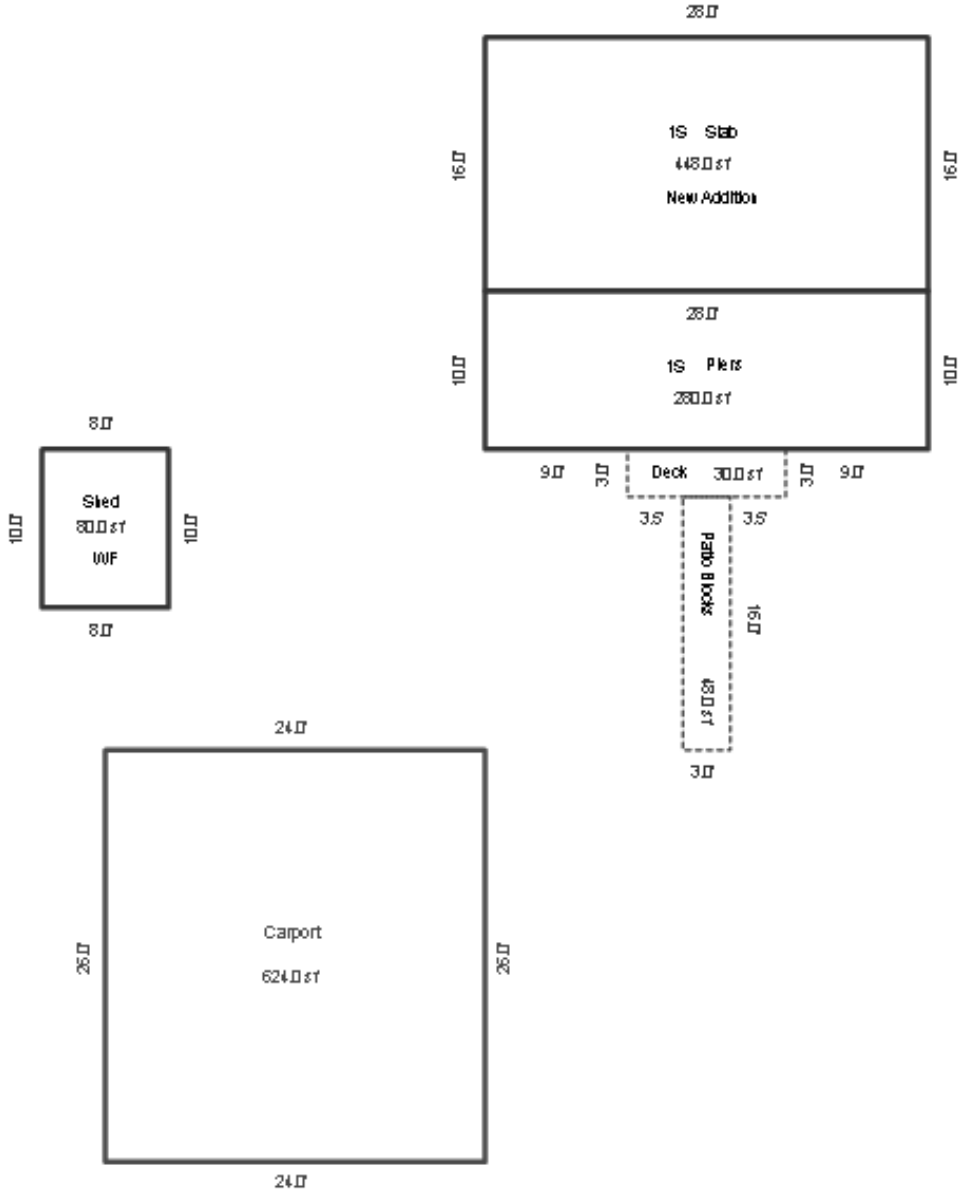 28.0'
1S Slab
448.0 sf
New Addition
16.0'
16.0'
28.0'
1S Piers
280.0 sf
10.0'
10.0'
8.0'
Shed
80.0 sf
WF
10.0'
10.0'
8.0'
9.0'
3.0'
Deck 30.0 sf
3.0'
9.0'
3.5'
3.5'
Patio Blocks
48.0 sf
16.0'
3.0'
24.0'
Carport
624.0 sf
26.0'
26.0'
24.0'